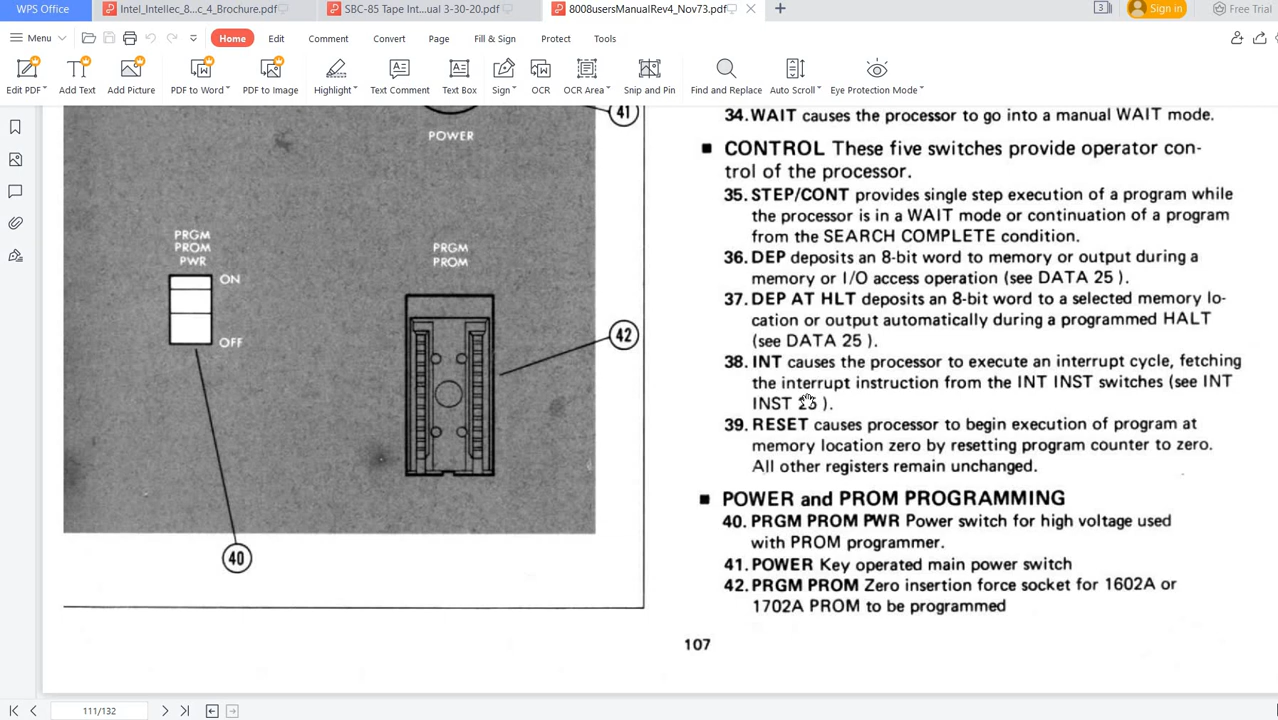 WPS Office
Intel_Intellec_8...c_4_Brochure.pdf
SBC-85 Tape Int...ual 3-30-20.pdf
8008usersManualRev4_Nov73.pdf
3
Sign in
Free Trial
Menu
Home
Edit
Comment
Convert
Page
Fill & Sign
Protect
Tools
Edit PDF
Add Text
Add Picture
PDF to Word
PDF to Image
Highlight
Text Comment
Text Box
Sign
OCR
OCR Area
Snip and Pin
Find and Replace
Auto Scroll
Eye Protection Mode
41
POWER
PRGM
PROM
PWR
ON
OFF
PRGM
PROM
42
40
34. WAIT causes the processor to go into a manual WAIT mode.
■ CONTROL These five switches provide operator con-
trol of the processor.
35. STEP/CONT provides single step execution of a program while
the processor is in a WAIT mode or continuation of a program
from the SEARCH COMPLETE condition.
36. DEP deposits an 8-bit word to memory or output during a
memory or I/O access operation (see DATA 25 ).
37. DEP AT HLT deposits an 8-bit word to a selected memory lo-
cation or output automatically during a programmed HALT
(see DATA 25 ).
38. INT causes the processor to execute an interrupt cycle, fetching
the interrupt instruction from the INT INST switches (see INT
INST ).
39. RESET causes processor to begin execution of program at
memory location zero by resetting program counter to zero.
All other registers remain unchanged.
■ POWER and PROM PROGRAMMING
40. PRGM PROM PWR Power switch for high voltage used
with PROM programmer.
41. POWER Key operated main power switch
42. PRGM PROM Zero insertion force socket for 1602A or
1702A PROM to be programmed
107
111/132